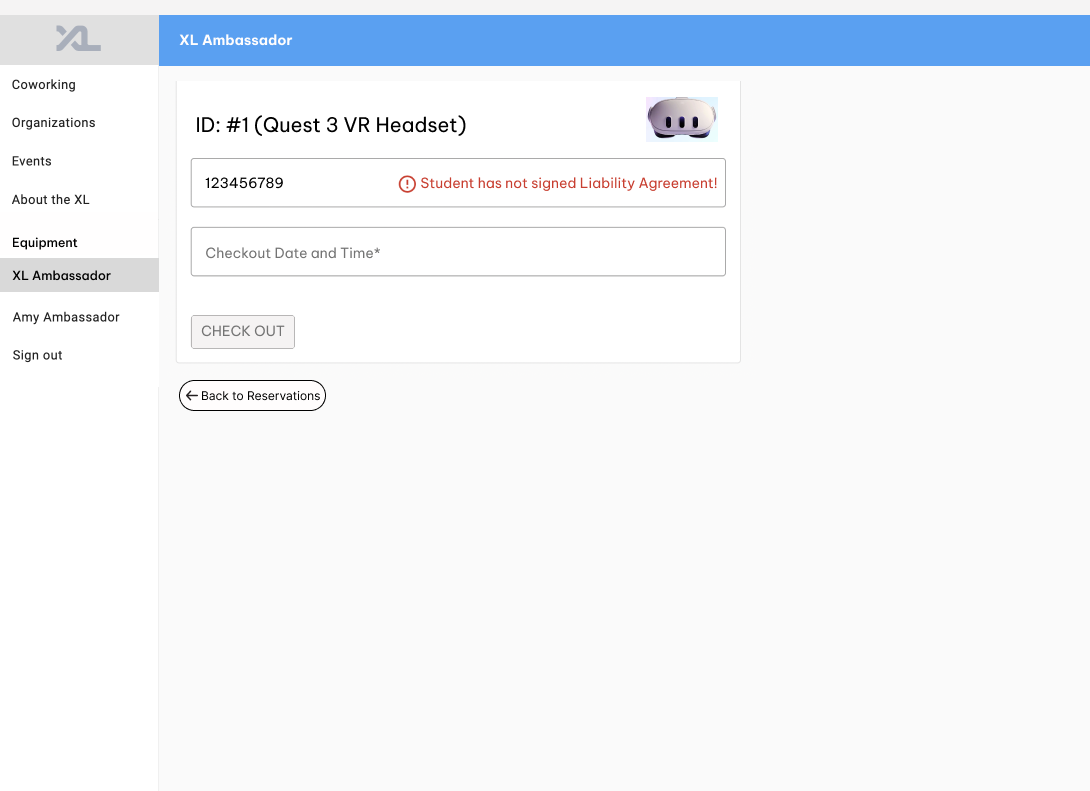 XL
XL Ambassador
Coworking
Organizations
Events
About the XL
Equipment
XL Ambassador
Amy Ambassador
Sign out
ID: #1 (Quest 3 VR Headset)
123456789 Student has not signed Liability Agreement!
Checkout Date and Time*
CHECK OUT
Back to Reservations